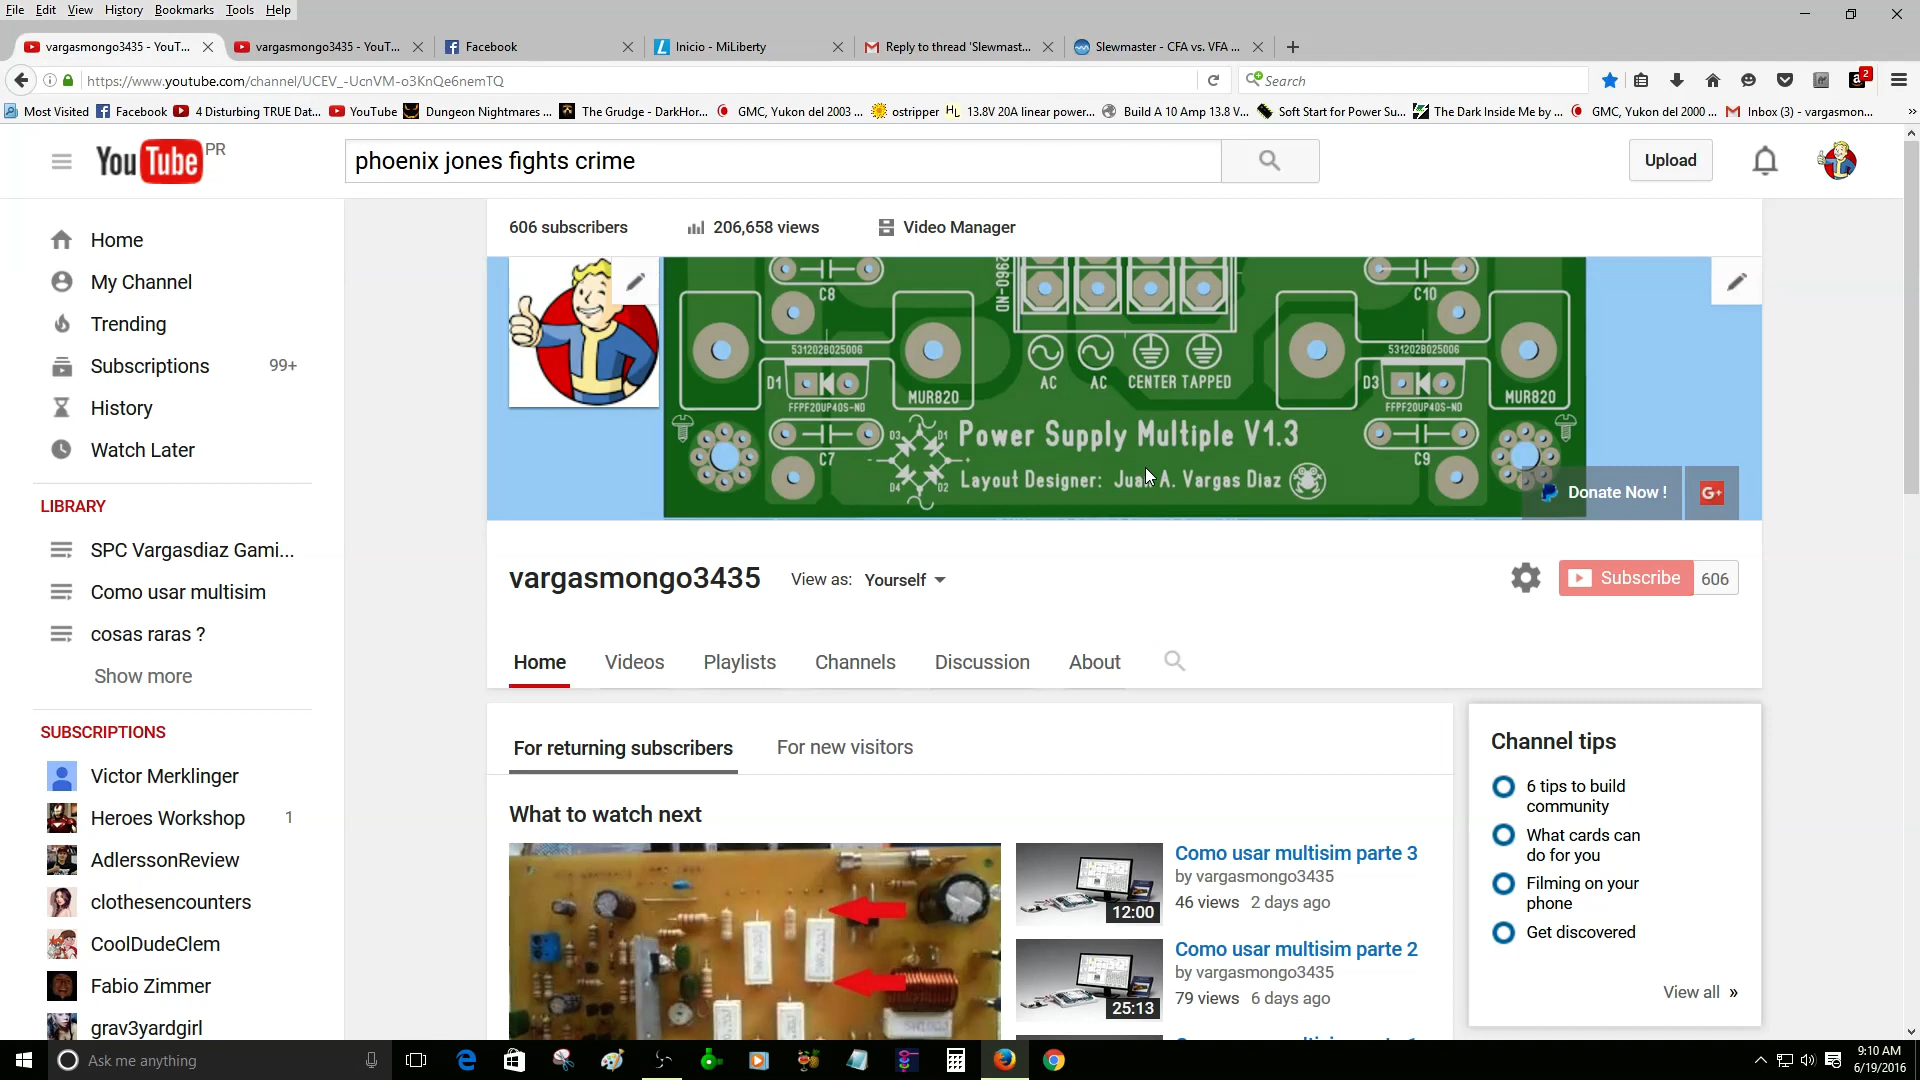 File Edit View History Bookmarks Tools Help
vargasmongo3435 - YouT...
vargasmongo3435 - YouT...
Facebook
Inicio - MiLiberty
Reply to thread 'Slewmast...
Slewmaster - CFA vs. VFA ...
https://www.youtube.com/channel/UCEV_-UcnVM-o3KnQe6nemTQ
Search
2
Most Visited
Facebook
4 Disturbing TRUE Dat...
YouTube
Dungeon Nightmares ...
The Grudge - DarkHor...
GMC, Yukon del 2003 ...
ostripper
HL 13.8V 20A linear power...
Build A 10 Amp 13.8 V...
Soft Start for Power Su...
The Dark Inside Me by ...
GMC, Yukon del 2000 ...
Inbox (3) - vargasmon...
YouTube PR
phoenix jones fights crime
Upload
Home
My Channel
Trending
Subscriptions 99+
History
Watch Later
LIBRARY
SPC Vargasdiaz Gami...
Como usar multisim
cosas raras ?
Show more
SUBSCRIPTIONS
Victor Merklinger
Heroes Workshop 1
AdlerssonReview
clothesencounters
CoolDudeClem
Fabio Zimmer
grav3yardgirl
606 subscribers
206,658 views
Video Manager
C8
C10
531202B025006
531202B025006
AC AC CENTER TAPPED
D1
D3
MUR820
MUR820
FFPF20UP40S-ND
FFPF20UP40S-ND
C7
C9
D3 D1
D4 D2
Power Supply Multiple V1.3
Layout Designer: Juan A. Vargas Diaz
Donate Now !
G+
vargasmongo3435
View as: Yourself
Subscribe 606
Home Videos Playlists Channels Discussion About
For returning subscribers
For new visitors
What to watch next
Como usar multisim parte 3
by vargasmongo3435
46 views 2 days ago
12:00
Como usar multisim parte 2
by vargasmongo3435
79 views 6 days ago
25:13
Channel tips
6 tips to build
community
What cards can
do for you
Filming on your
phone
Get discovered
View all »
Ask me anything
9:10 AM
6/19/2016